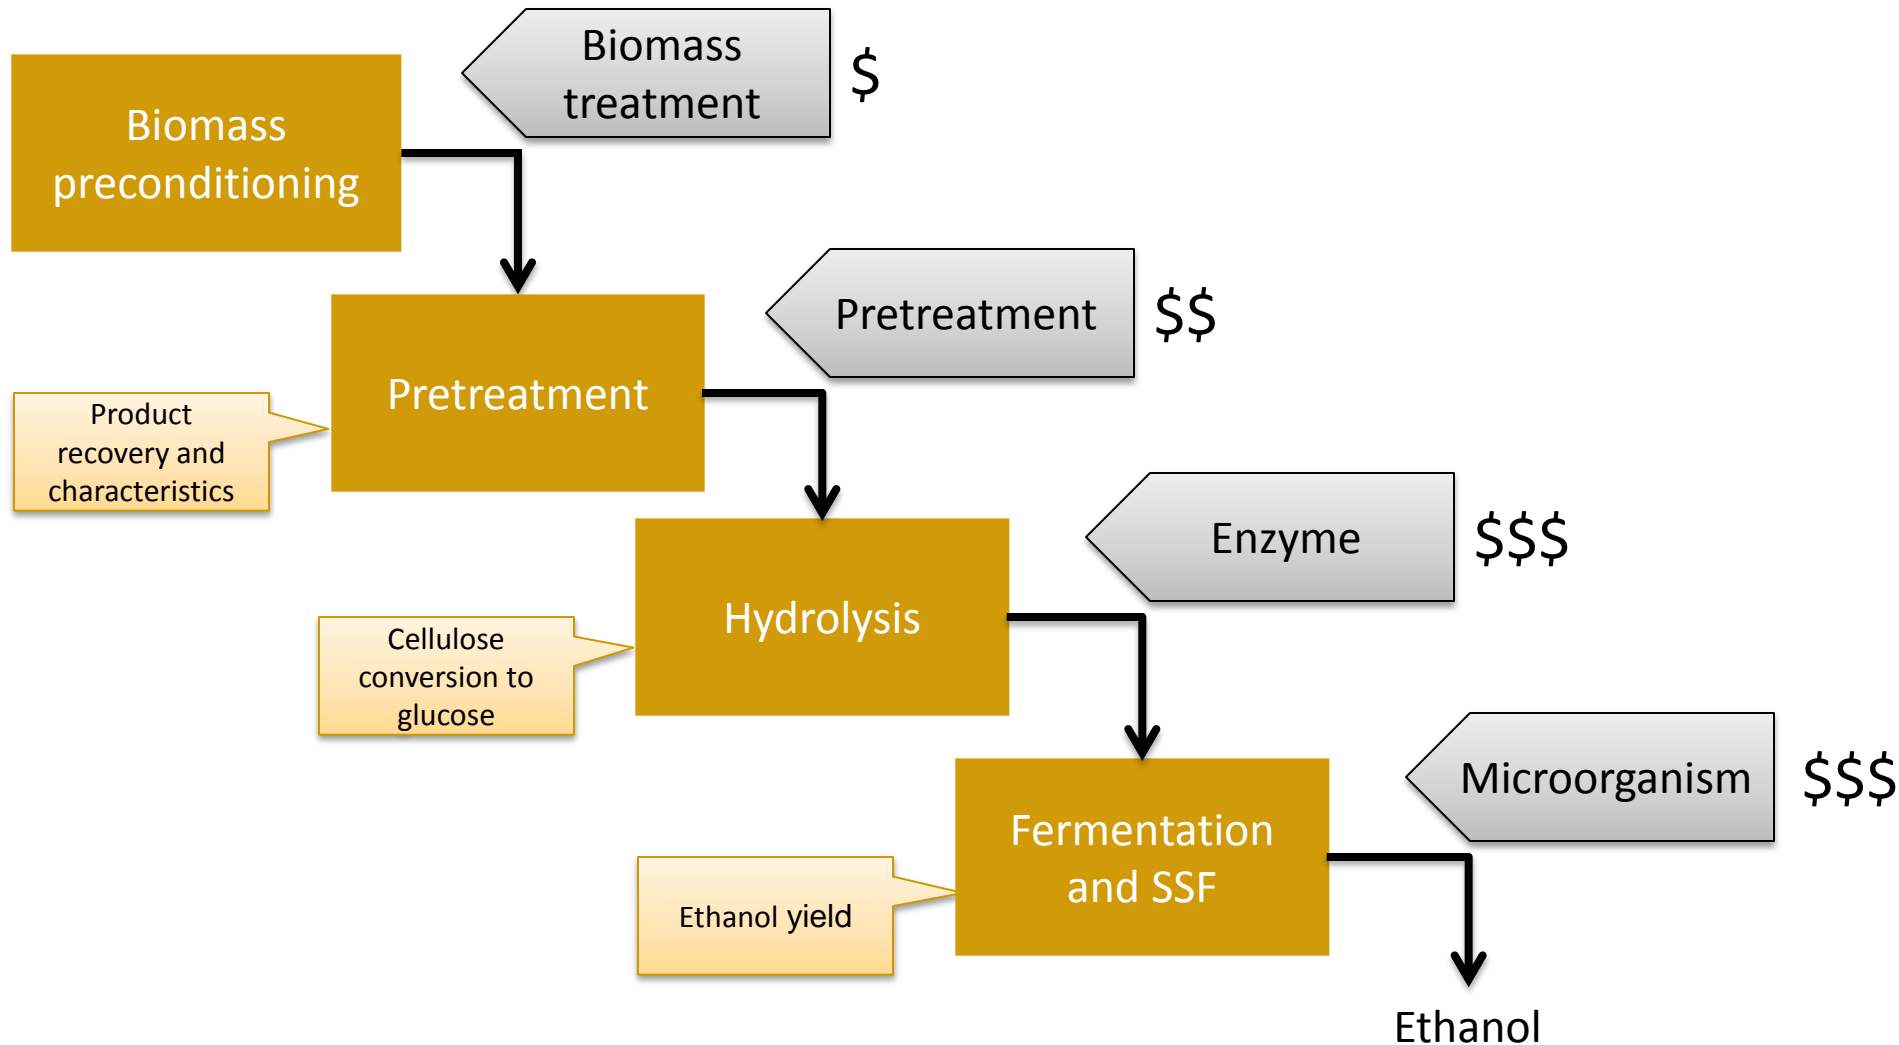 Biomass
treatment
$
Biomass
preconditioning
Pretreatment
$$
Pretreatment
Product
recovery and
characteristics
Enzyme
$$$
Hydrolysis
Cellulose
conversion to
glucose
Microorganism
$$$
Fermentation
and SSF
Ethanol yield
Ethanol